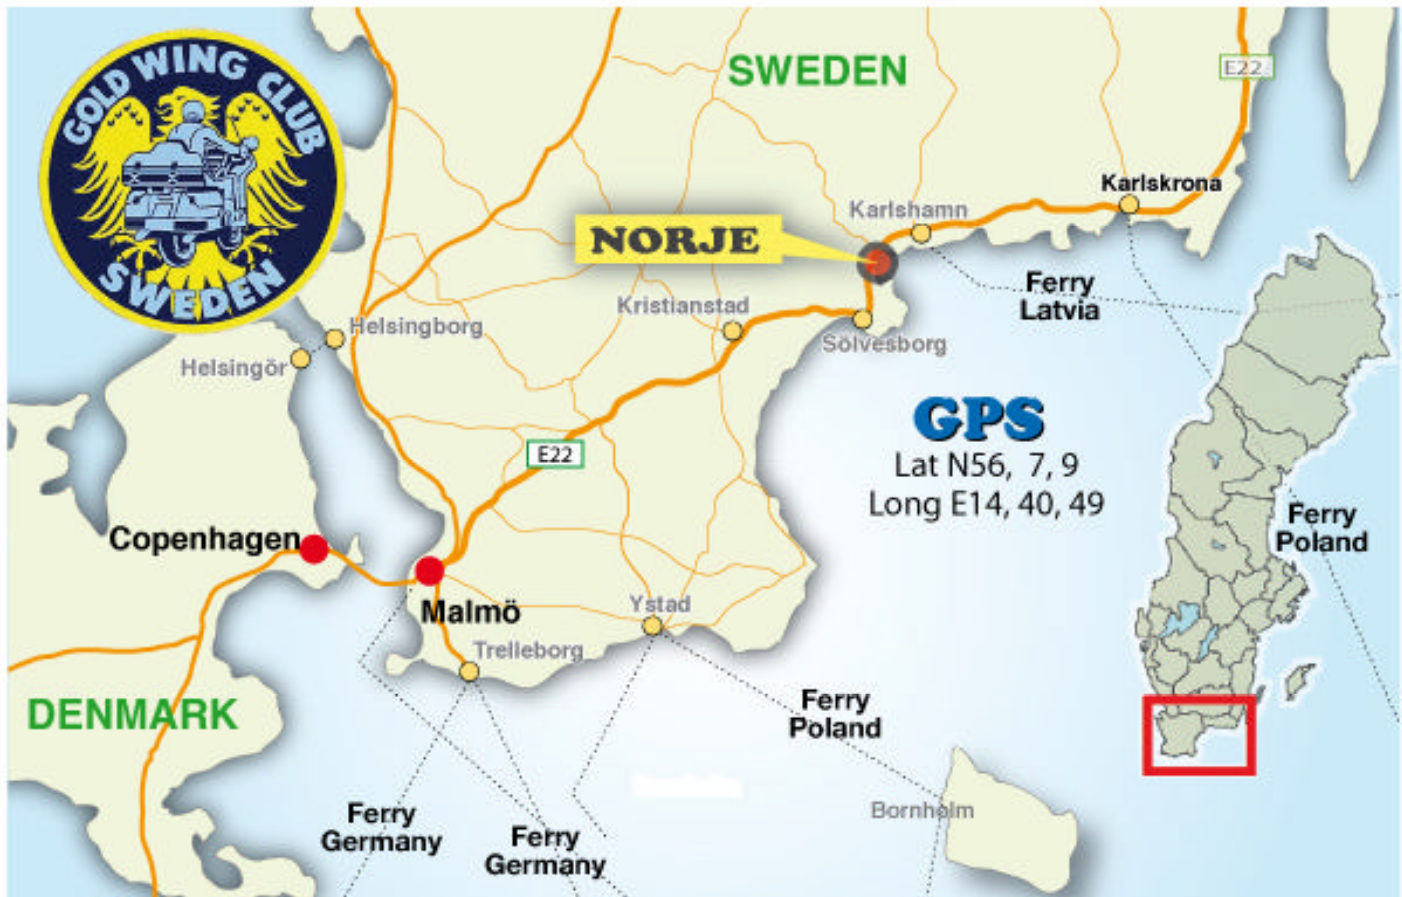 GOLD WING CLUB
SWEDEN
SWEDEN
E22
Karlskrona
Karlshamn
NORJE
Ferry
Latvia
Kristianstad
Helsingborg
Sölvesborg
Helsingör
GPS
Lat N56, 7, 9
Long E14, 40, 49
E22
Ferry
Poland
Copenhagen
Malmö
Ystad
Trelleborg
DENMARK
Ferry
Poland
Bornholm
Ferry
Germany
Ferry
Germany